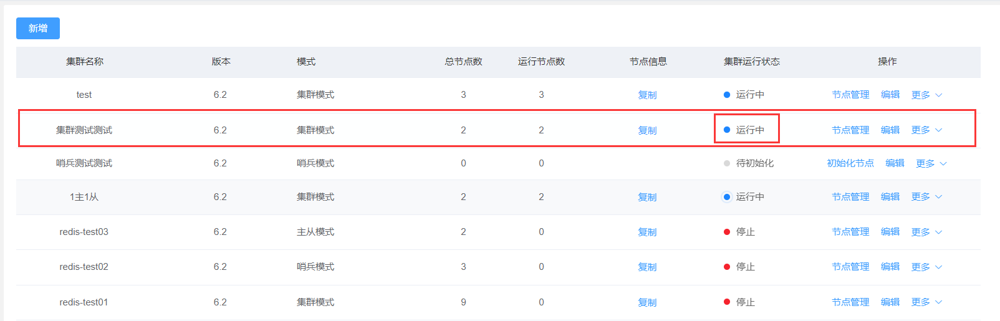 新增
集群名称 版本 模式 总节点数 运行节点数 节点信息 集群运行状态 操作
test 6.2 集群模式 3 3 复制 运行中 节点管理 编辑 更多
集群测试测试 6.2 集群模式 2 2 复制 运行中 节点管理 编辑 更多
哨兵测试测试 6.2 哨兵模式 0 0 待初始化 初始化节点 编辑 更多
1主1从 6.2 集群模式 2 2 复制 运行中 节点管理 编辑 更多
redis-test03 6.2 主从模式 2 0 复制 停止 节点管理 编辑 更多
redis-test02 6.2 哨兵模式 3 0 复制 停止 节点管理 编辑 更多
redis-test01 6.2 集群模式 9 0 复制 停止 节点管理 编辑 更多